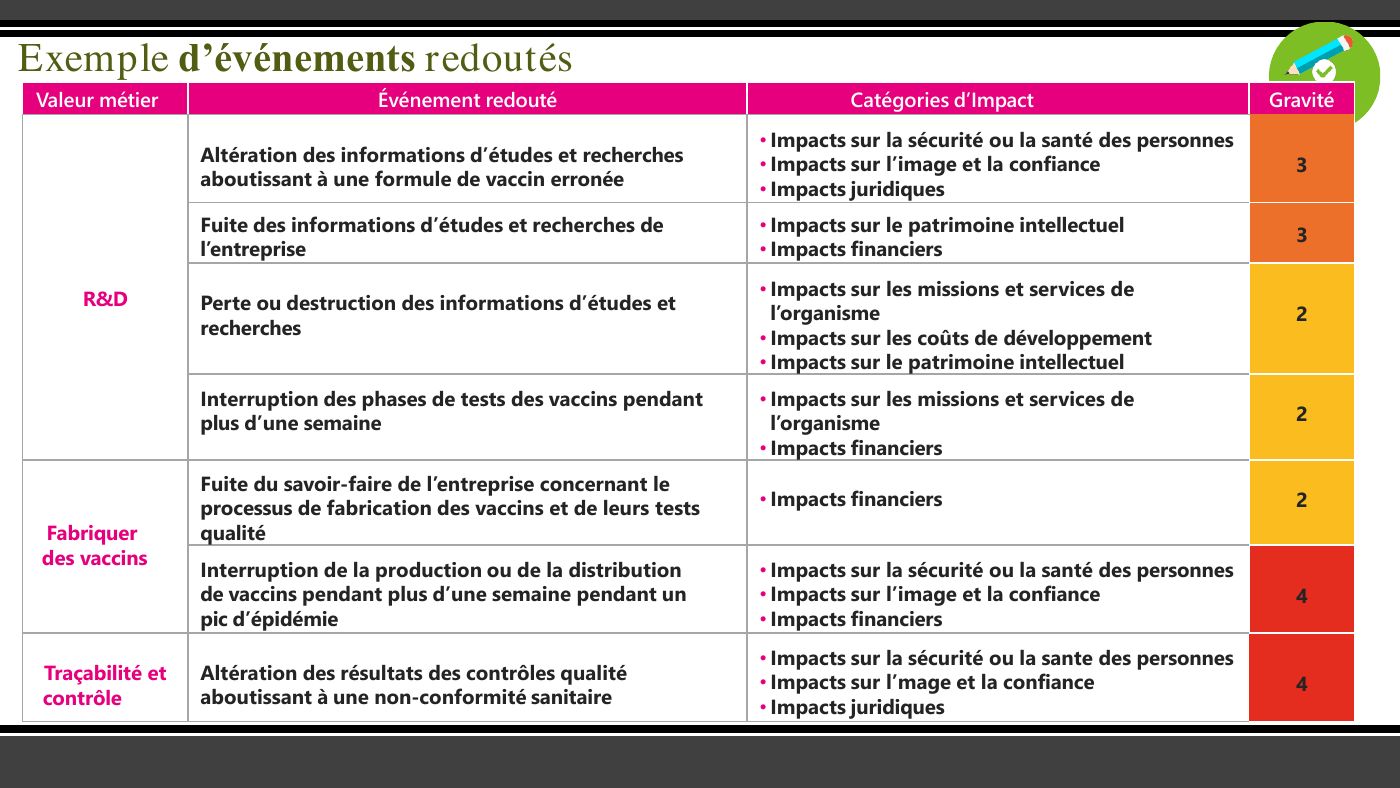 Exemple d’événements redoutés
Valeur métier
Événement redouté
Catégories d’Impact
Gravité
R&D
Altération des informations d’études et recherches
aboutissant à une formule de vaccin erronée
• Impacts sur la sécurité ou la santé des personnes
• Impacts sur l’image et la confiance
• Impacts juridiques
3
Fuite des informations d’études et recherches de
l’entreprise
• Impacts sur le patrimoine intellectuel
• Impacts financiers
3
Perte ou destruction des informations d’études et
recherches
• Impacts sur les missions et services de
l’organisme
• Impacts sur les coûts de développement
• Impacts sur le patrimoine intellectuel
2
Interruption des phases de tests des vaccins pendant
plus d’une semaine
• Impacts sur les missions et services de
l’organisme
• Impacts financiers
2
Fabriquer
des vaccins
Fuite du savoir-faire de l’entreprise concernant le
processus de fabrication des vaccins et de leurs tests
qualité
• Impacts financiers
2
Interruption de la production ou de la distribution
de vaccins pendant plus d’une semaine pendant un
pic d’épidémie
• Impacts sur la sécurité ou la santé des personnes
• Impacts sur l’image et la confiance
• Impacts financiers
4
Traçabilité et
contrôle
Altération des résultats des contrôles qualité
aboutissant à une non-conformité sanitaire
• Impacts sur la sécurité ou la sante des personnes
• Impacts sur l’mage et la confiance
• Impacts juridiques
4